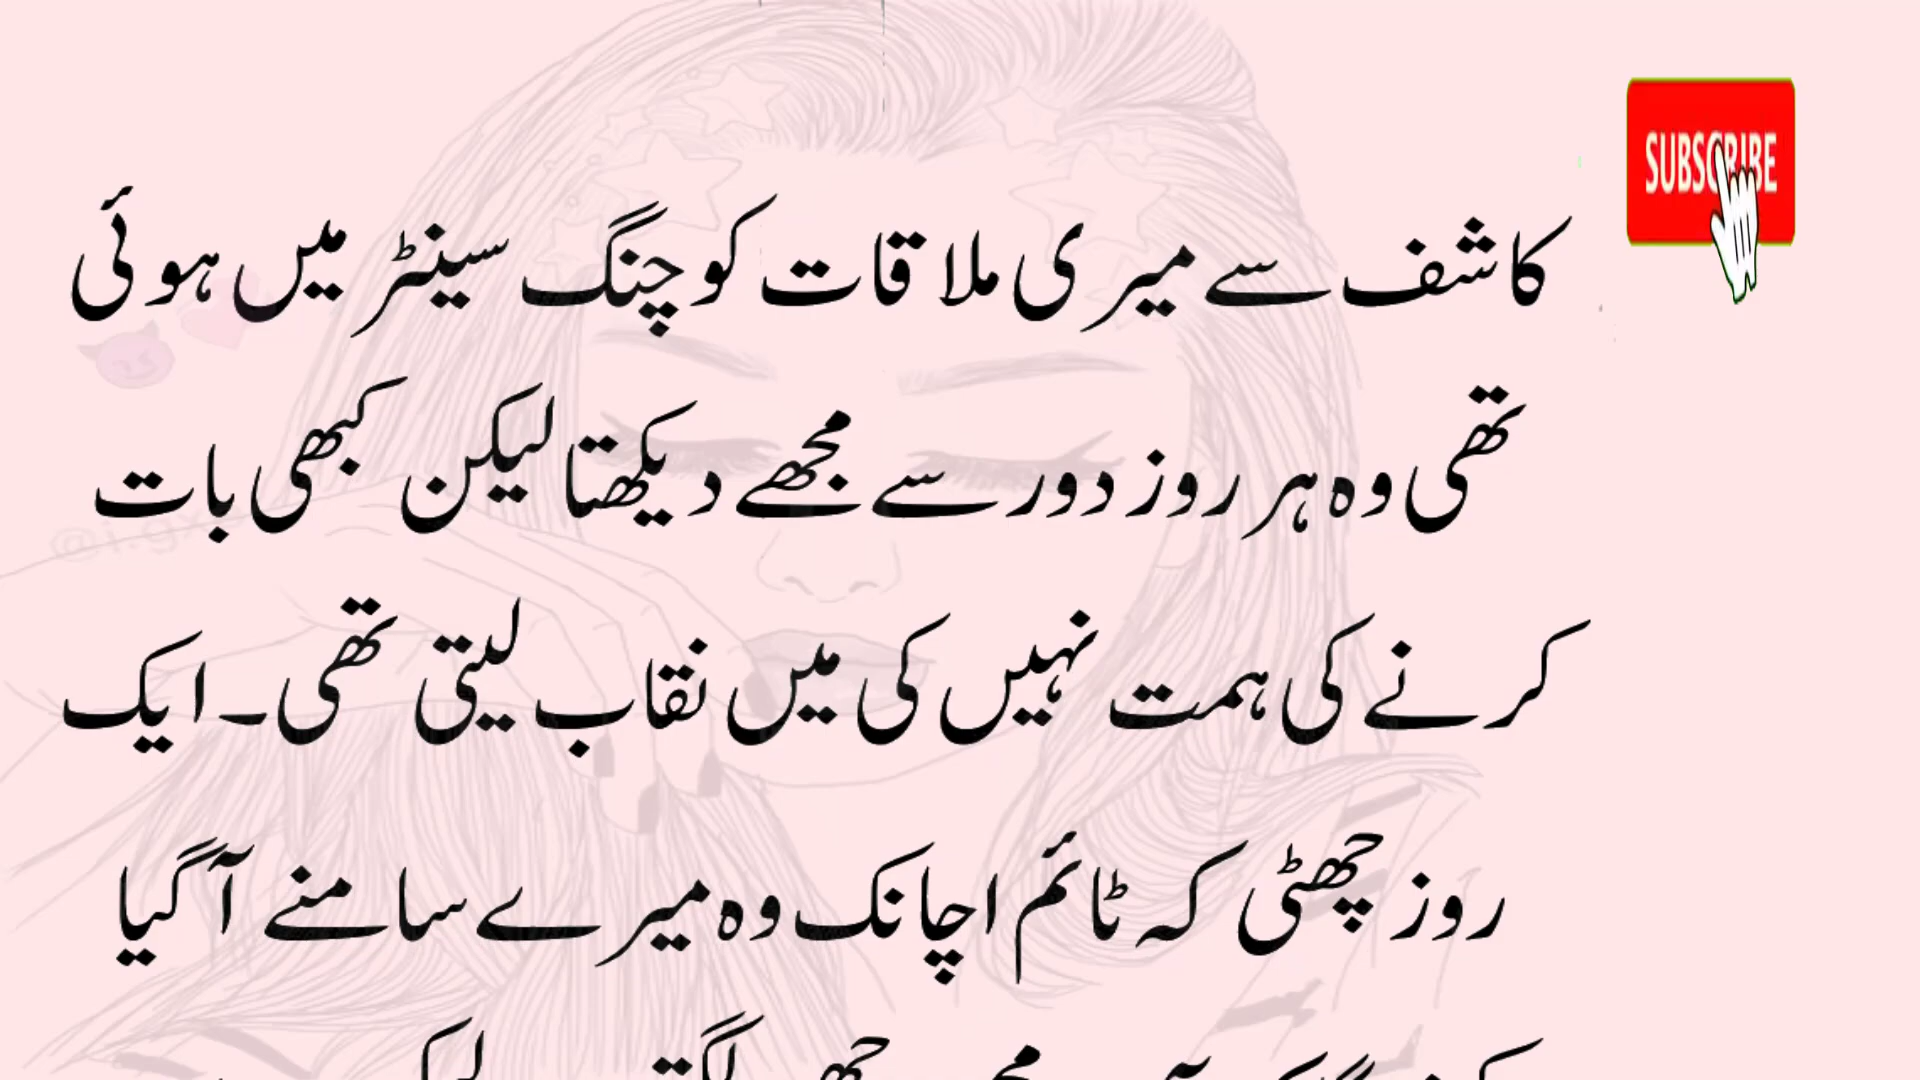 SUBSCRIBE
کاشف سے میری ملاقات کوچنگ سینٹر میں ہوئی
تھی وہ ہر روز دور سے مجھے دیکھتا لیکن کبھی بات
کرنے کی ہمت نہیں کی میں نقاب لیتی تھی۔ ایک
روز چھٹی کہ ٹائم اچانک وہ میرے سامنے آگیا